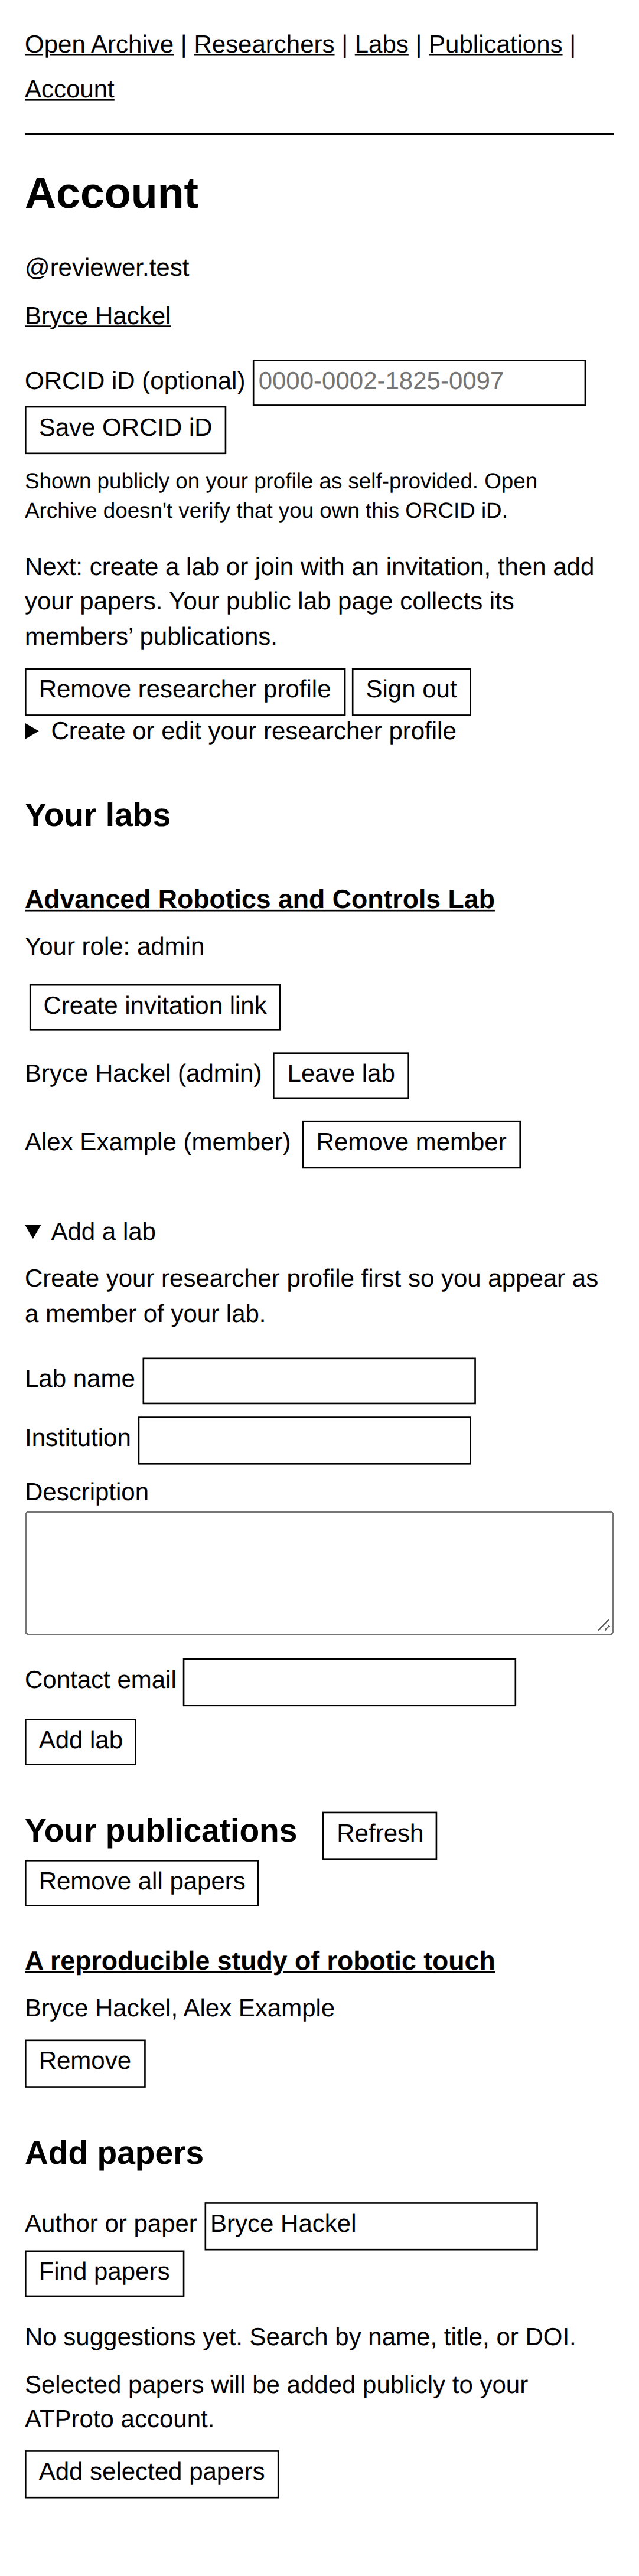 Open Archive | Researchers | Labs | Publications |
Account
Account
@reviewer.test
Bryce Hackel
ORCID iD (optional) 0000-0002-1825-0097
Save ORCID iD
Shown publicly on your profile as self-provided. Open
Archive doesn't verify that you own this ORCID iD.
Next: create a lab or join with an invitation, then add
your papers. Your public lab page collects its
members’ publications.
Remove researcher profile Sign out
Create or edit your researcher profile
Your labs
Advanced Robotics and Controls Lab
Your role: admin
Create invitation link
Bryce Hackel (admin) Leave lab
Alex Example (member) Remove member
Add a lab
Create your researcher profile first so you appear as
a member of your lab.
Lab name
Institution
Description
Contact email
Add lab
Your publications Refresh
Remove all papers
A reproducible study of robotic touch
Bryce Hackel, Alex Example
Remove
Add papers
Author or paper Bryce Hackel
Find papers
No suggestions yet. Search by name, title, or DOI.
Selected papers will be added publicly to your
ATProto account.
Add selected papers